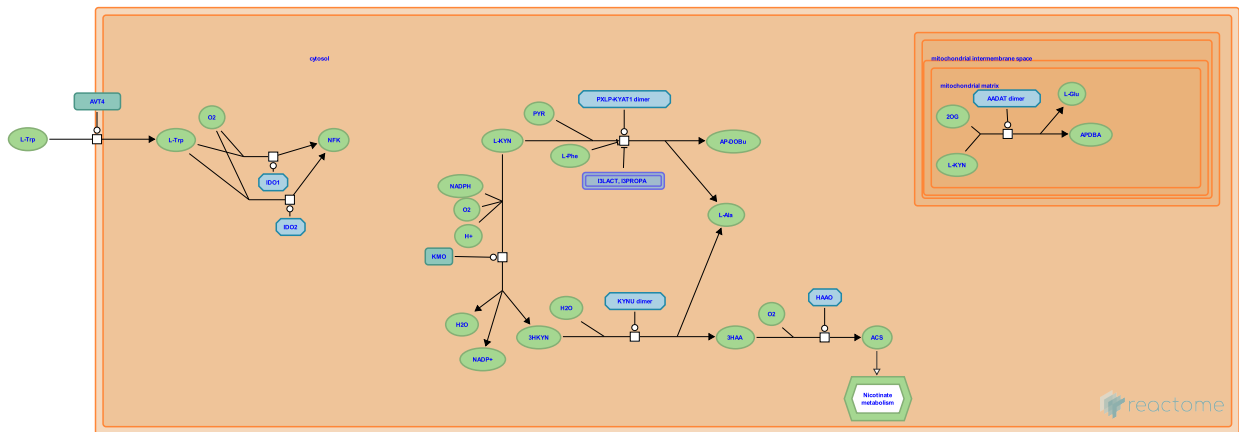 cytosol
mitochondrial intermembrane space
mitochondrial matrix
AVT4
L-Trp
L-Trp
O2
NFK
IDO1
IDO2
PXLP-KYAT1 dimer
PYR
L-KYN
L-Phe
AP-DOBu
I3LACT, I3PROPA
NADPH
O2
H+
L-Ala
KMO
H2O
NADP+
3HKYN
H2O
KYNU dimer
3HAA
O2
HAAO
ACS
Nicotinate
metabolism
AADAT dimer
L-Glu
2OG
APDBA
L-KYN
reactome